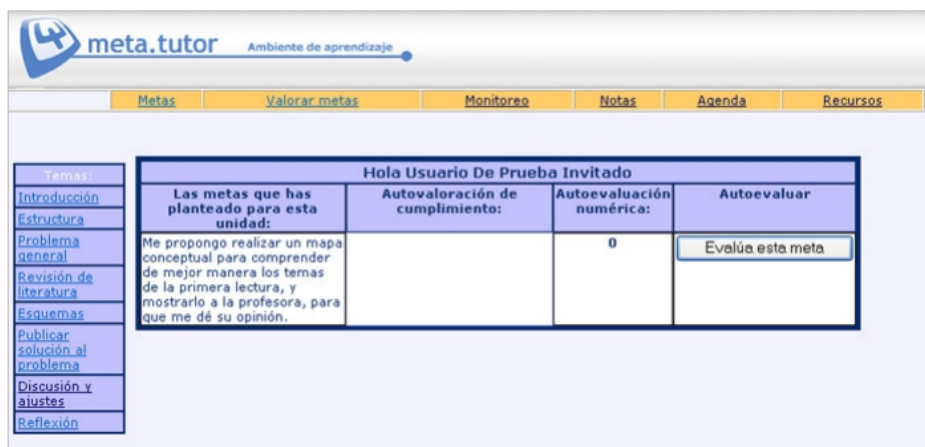 meta.tutor Ambiente de aprendizaje
Metas Valorar metas Monitoreo Notas Agenda Recursos
Temas:
Introducción
Estructura
Problema
general
Revisión de
literatura
Esquemas
Publicar
solución al
problema
Discusión y
ajustes
Reflexión
Hola Usuario De Prueba Invitado
Las metas que has
planteado para esta
unidad:
Autovaloración de
cumplimiento:
Autoevaluación
numérica:
Autoevaluar
Me propongo realizar un mapa
conceptual para comprender
de mejor manera los temas
de la primera lectura, y
mostrarlo a la profesora, para
que me dé su opinión.
0
Evalúa esta meta